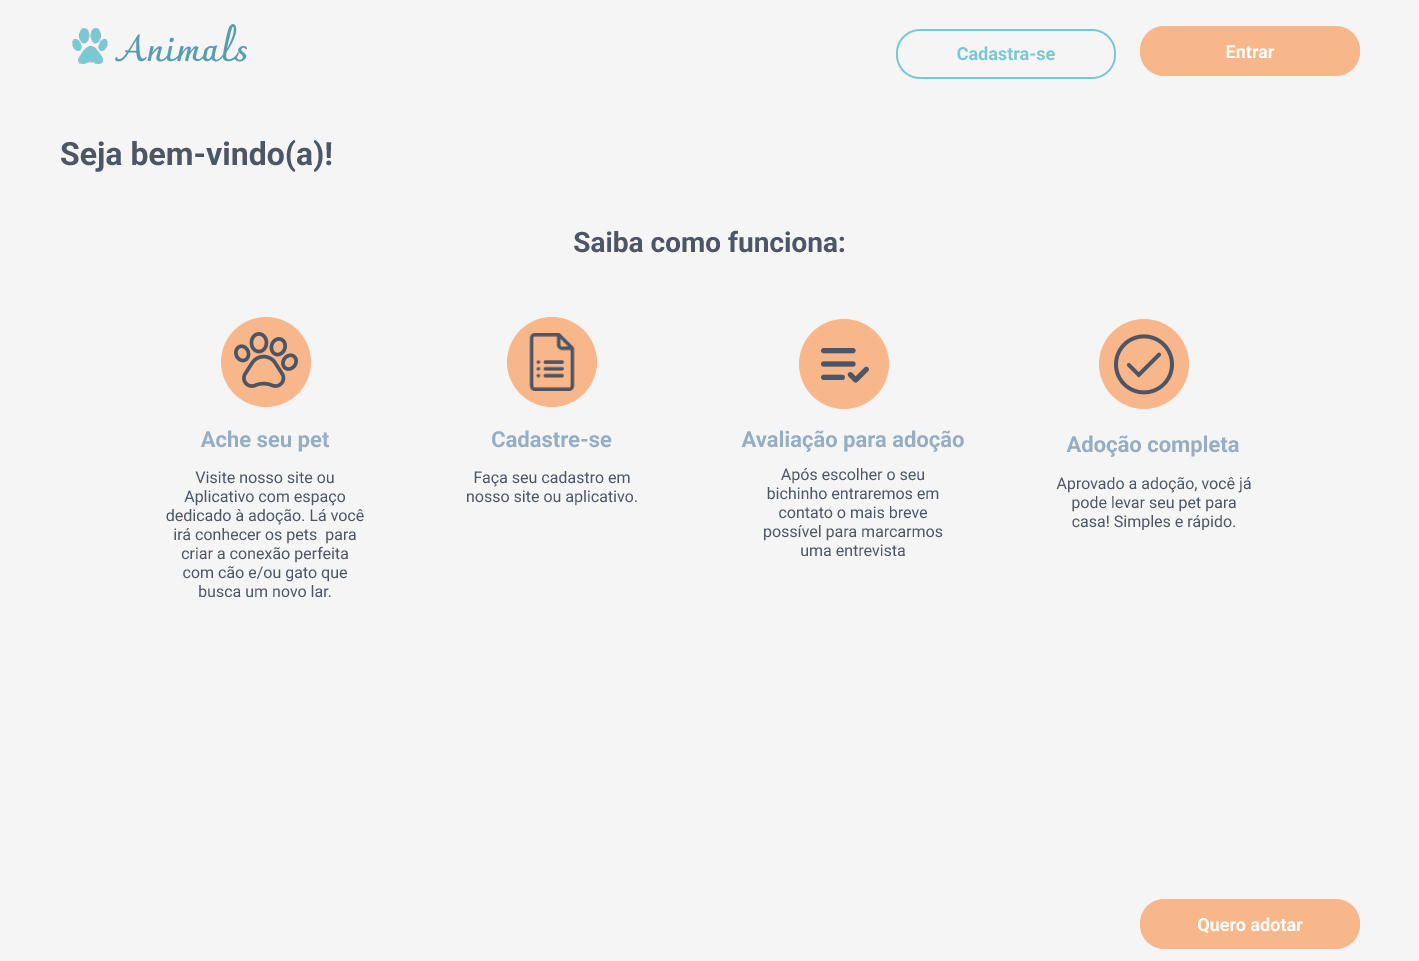 Animals
Cadastra-se
Entrar
Seja bem-vindo(a)!
Saiba como funciona:
Ache seu pet
Visite nosso site ou
Aplicativo com espaço
dedicado à adoção. Lá você
irá conhecer os pets  para
criar a conexão perfeita
com cão e/ou gato que
busca um novo lar.
Cadastre-se
Faça seu cadastro em
nosso site ou aplicativo.
Avaliação para adoção
Após escolher o seu
bichinho entraremos em
contato o mais breve
possível para marcarmos
uma entrevista
Adoção completa
Aprovado a adoção, você já
pode levar seu pet para
casa! Simples e rápido.
Quero adotar